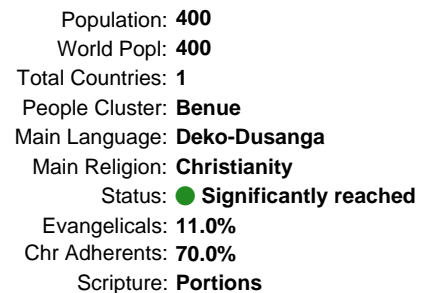 Population: 400
World Popl: 400
Total Countries: 1
People Cluster: Benue
Main Language: Deko-Dusanga
Main Religion: Christianity
Status: Significantly reached
Evangelicals: 11.0%
Chr Adherents: 70.0%
Scripture: Portions